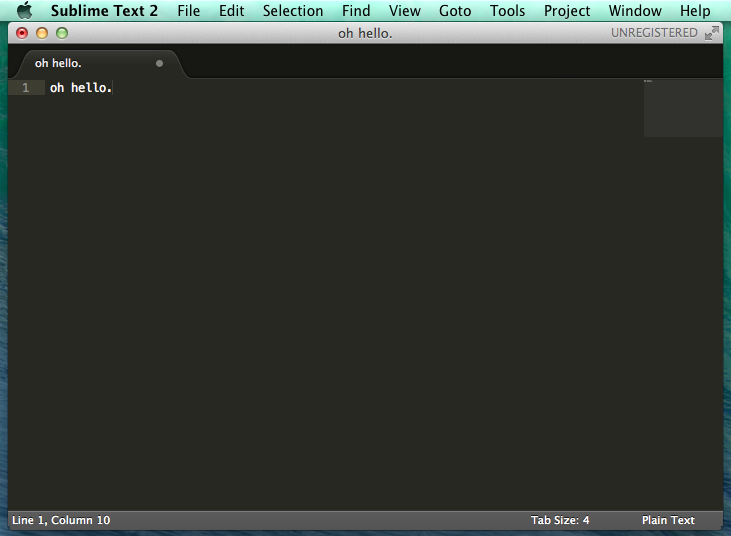 Sublime Text 2 File Edit Selection Find View Goto Tools Project Window Help
oh hello. UNREGISTERED
oh hello.
1 oh hello.
Line 1, Column 10 Tab Size: 4 Plain Text